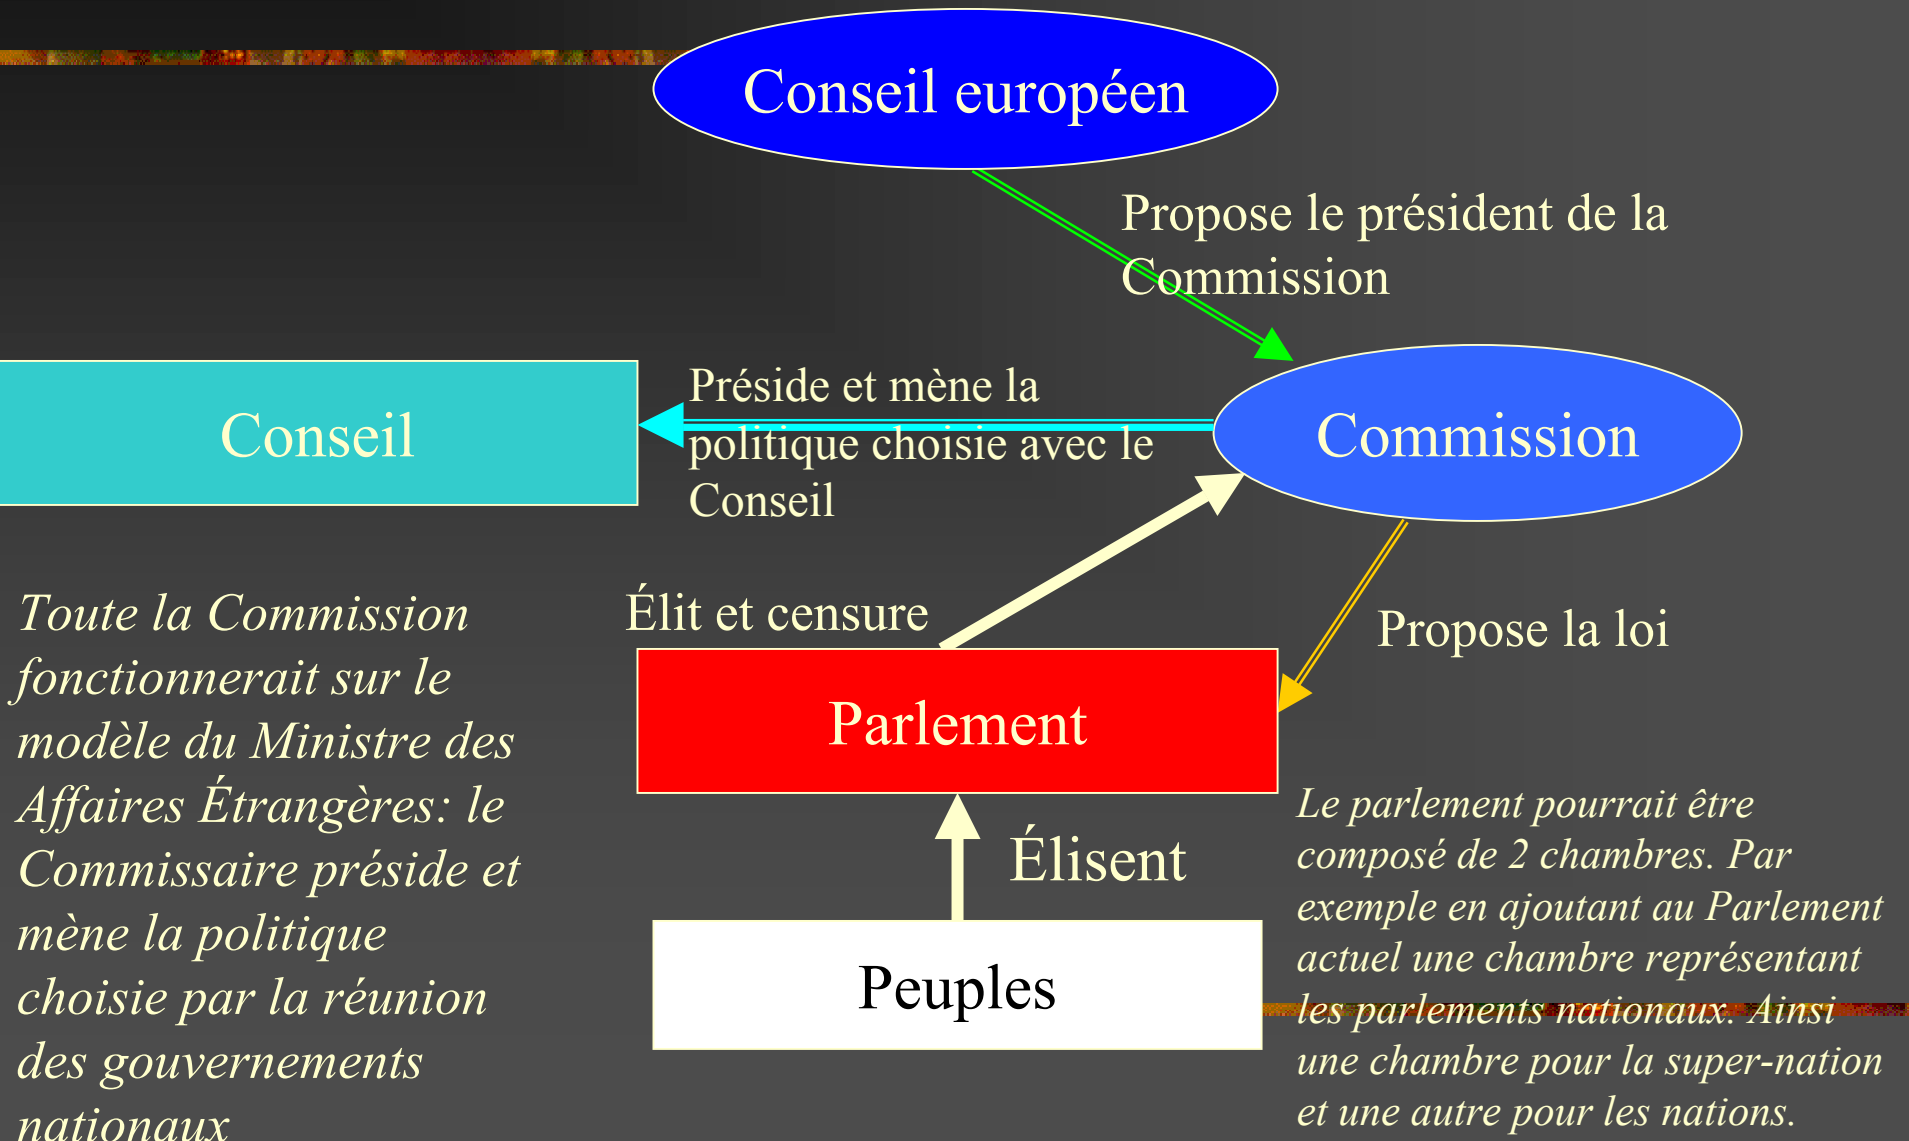 Conseil européen
Propose le président de la
Commission
Conseil
Préside et mène la
politique choisie avec le
Conseil
Commission
Élit et censure
Propose la loi
Parlement
Élisent
Peuples
Toute la Commission
fonctionnerait sur le
modèle du Ministre des
Affaires Étrangères: le
Commissaire préside et
mène la politique
choisie par la réunion
des gouvernements
nationaux
Le parlement pourrait être
composé de 2 chambres. Par
exemple en ajoutant au Parlement
actuel une chambre représentant
les parlements nationaux. Ainsi
une chambre pour la super-nation
et une autre pour les nations.